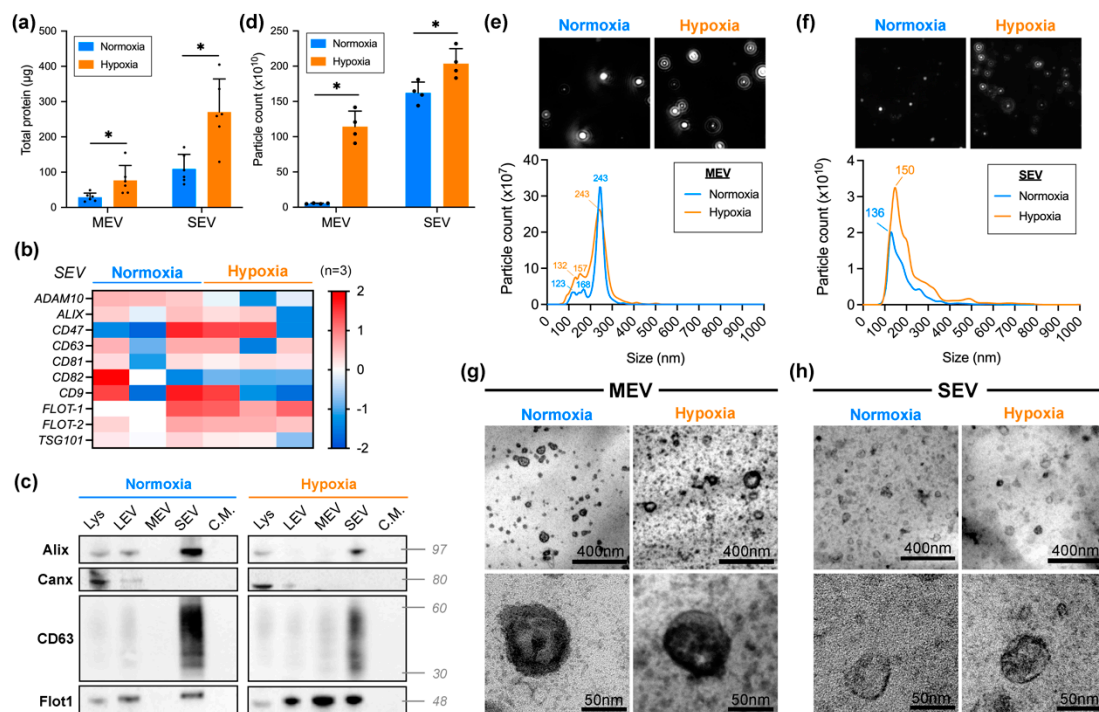 (a)
Total protein (µg)
500
400
300
200
100
0
Normoxia
Hypoxia
*
*
MEV
SEV
(d)
Particle count (x10¹⁰)
250
200
150
100
50
0
Normoxia
Hypoxia
*
*
MEV
SEV
(e)
Normoxia
Hypoxia
Particle count (x10⁷)
40
30
20
10
0
243
243
132
157
123
168
MEV
Normoxia
Hypoxia
0
100
200
300
400
500
600
700
800
900
1000
Size (nm)
(f)
Normoxia
Hypoxia
Particle count (x10¹⁰)
4
3
2
1
0
150
136
SEV
Normoxia
Hypoxia
0
100
200
300
400
500
600
700
800
900
1000
Size (nm)
(b)
SEV
Normoxia
Hypoxia
(n=3)
ADAM10
ALIX
CD47
CD63
CD81
CD82
CD9
FLOT-1
FLOT-2
TSG101
2
1
0
-1
-2
(c)
Normoxia
Hypoxia
Lys LEV MEV SEV C.M.
Lys LEV MEV SEV C.M.
Alix
97
Canx
80
CD63
60
30
Flot1
48
(g)
MEV
Normoxia
Hypoxia
400nm
400nm
50nm
50nm
(h)
SEV
Normoxia
Hypoxia
400nm
400nm
50nm
50nm